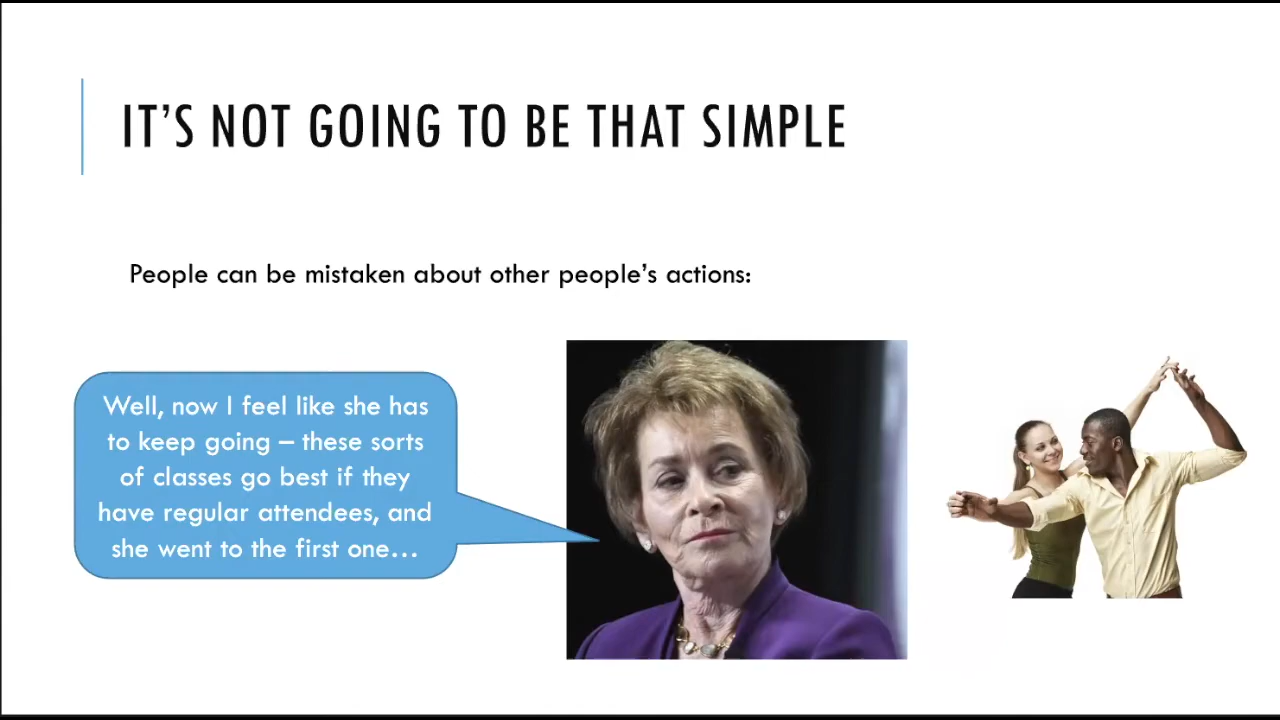 IT’S NOT GOING TO BE THAT SIMPLE
People can be mistaken about other people’s actions:
Well, now I feel like she has
to keep going – these sorts
of classes go best if they
have regular attendees, and
she went to the first one…